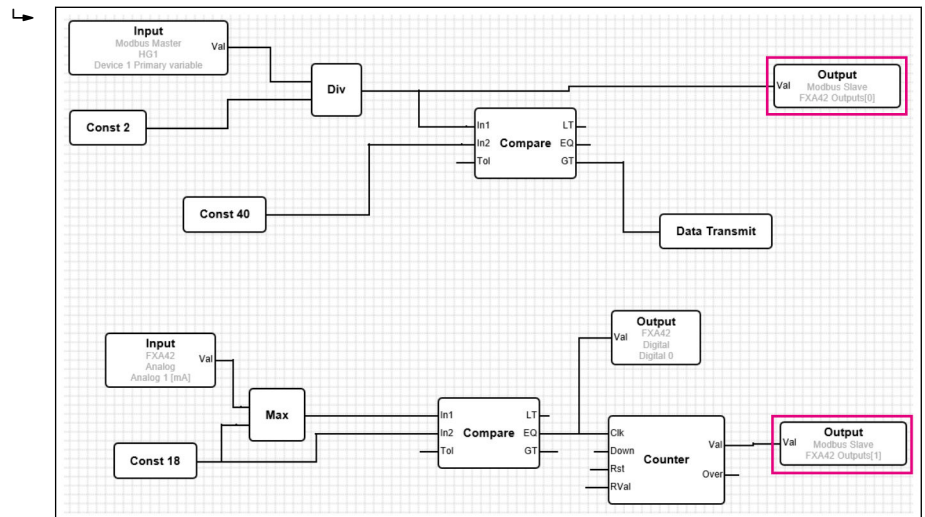 Input
Modbus Master
HG1
Device 1 Primary variable
Val
Div
Const 2
Output
Modbus Slave
FXA42 Outputs[0]
Val
In1
In2
Tol
Compare
LT
EQ
GT
Const 40
Data Transmit
Input
FXA42
Analog
Analog 1 [mA]
Val
Max
Const 18
In1
In2
Tol
Compare
LT
EQ
GT
Output
FXA42
Digital
Digital 0
Val
Clk
Down
Rst
RVal
Counter
Val
Over
Output
Modbus Slave
FXA42 Outputs[1]
Val